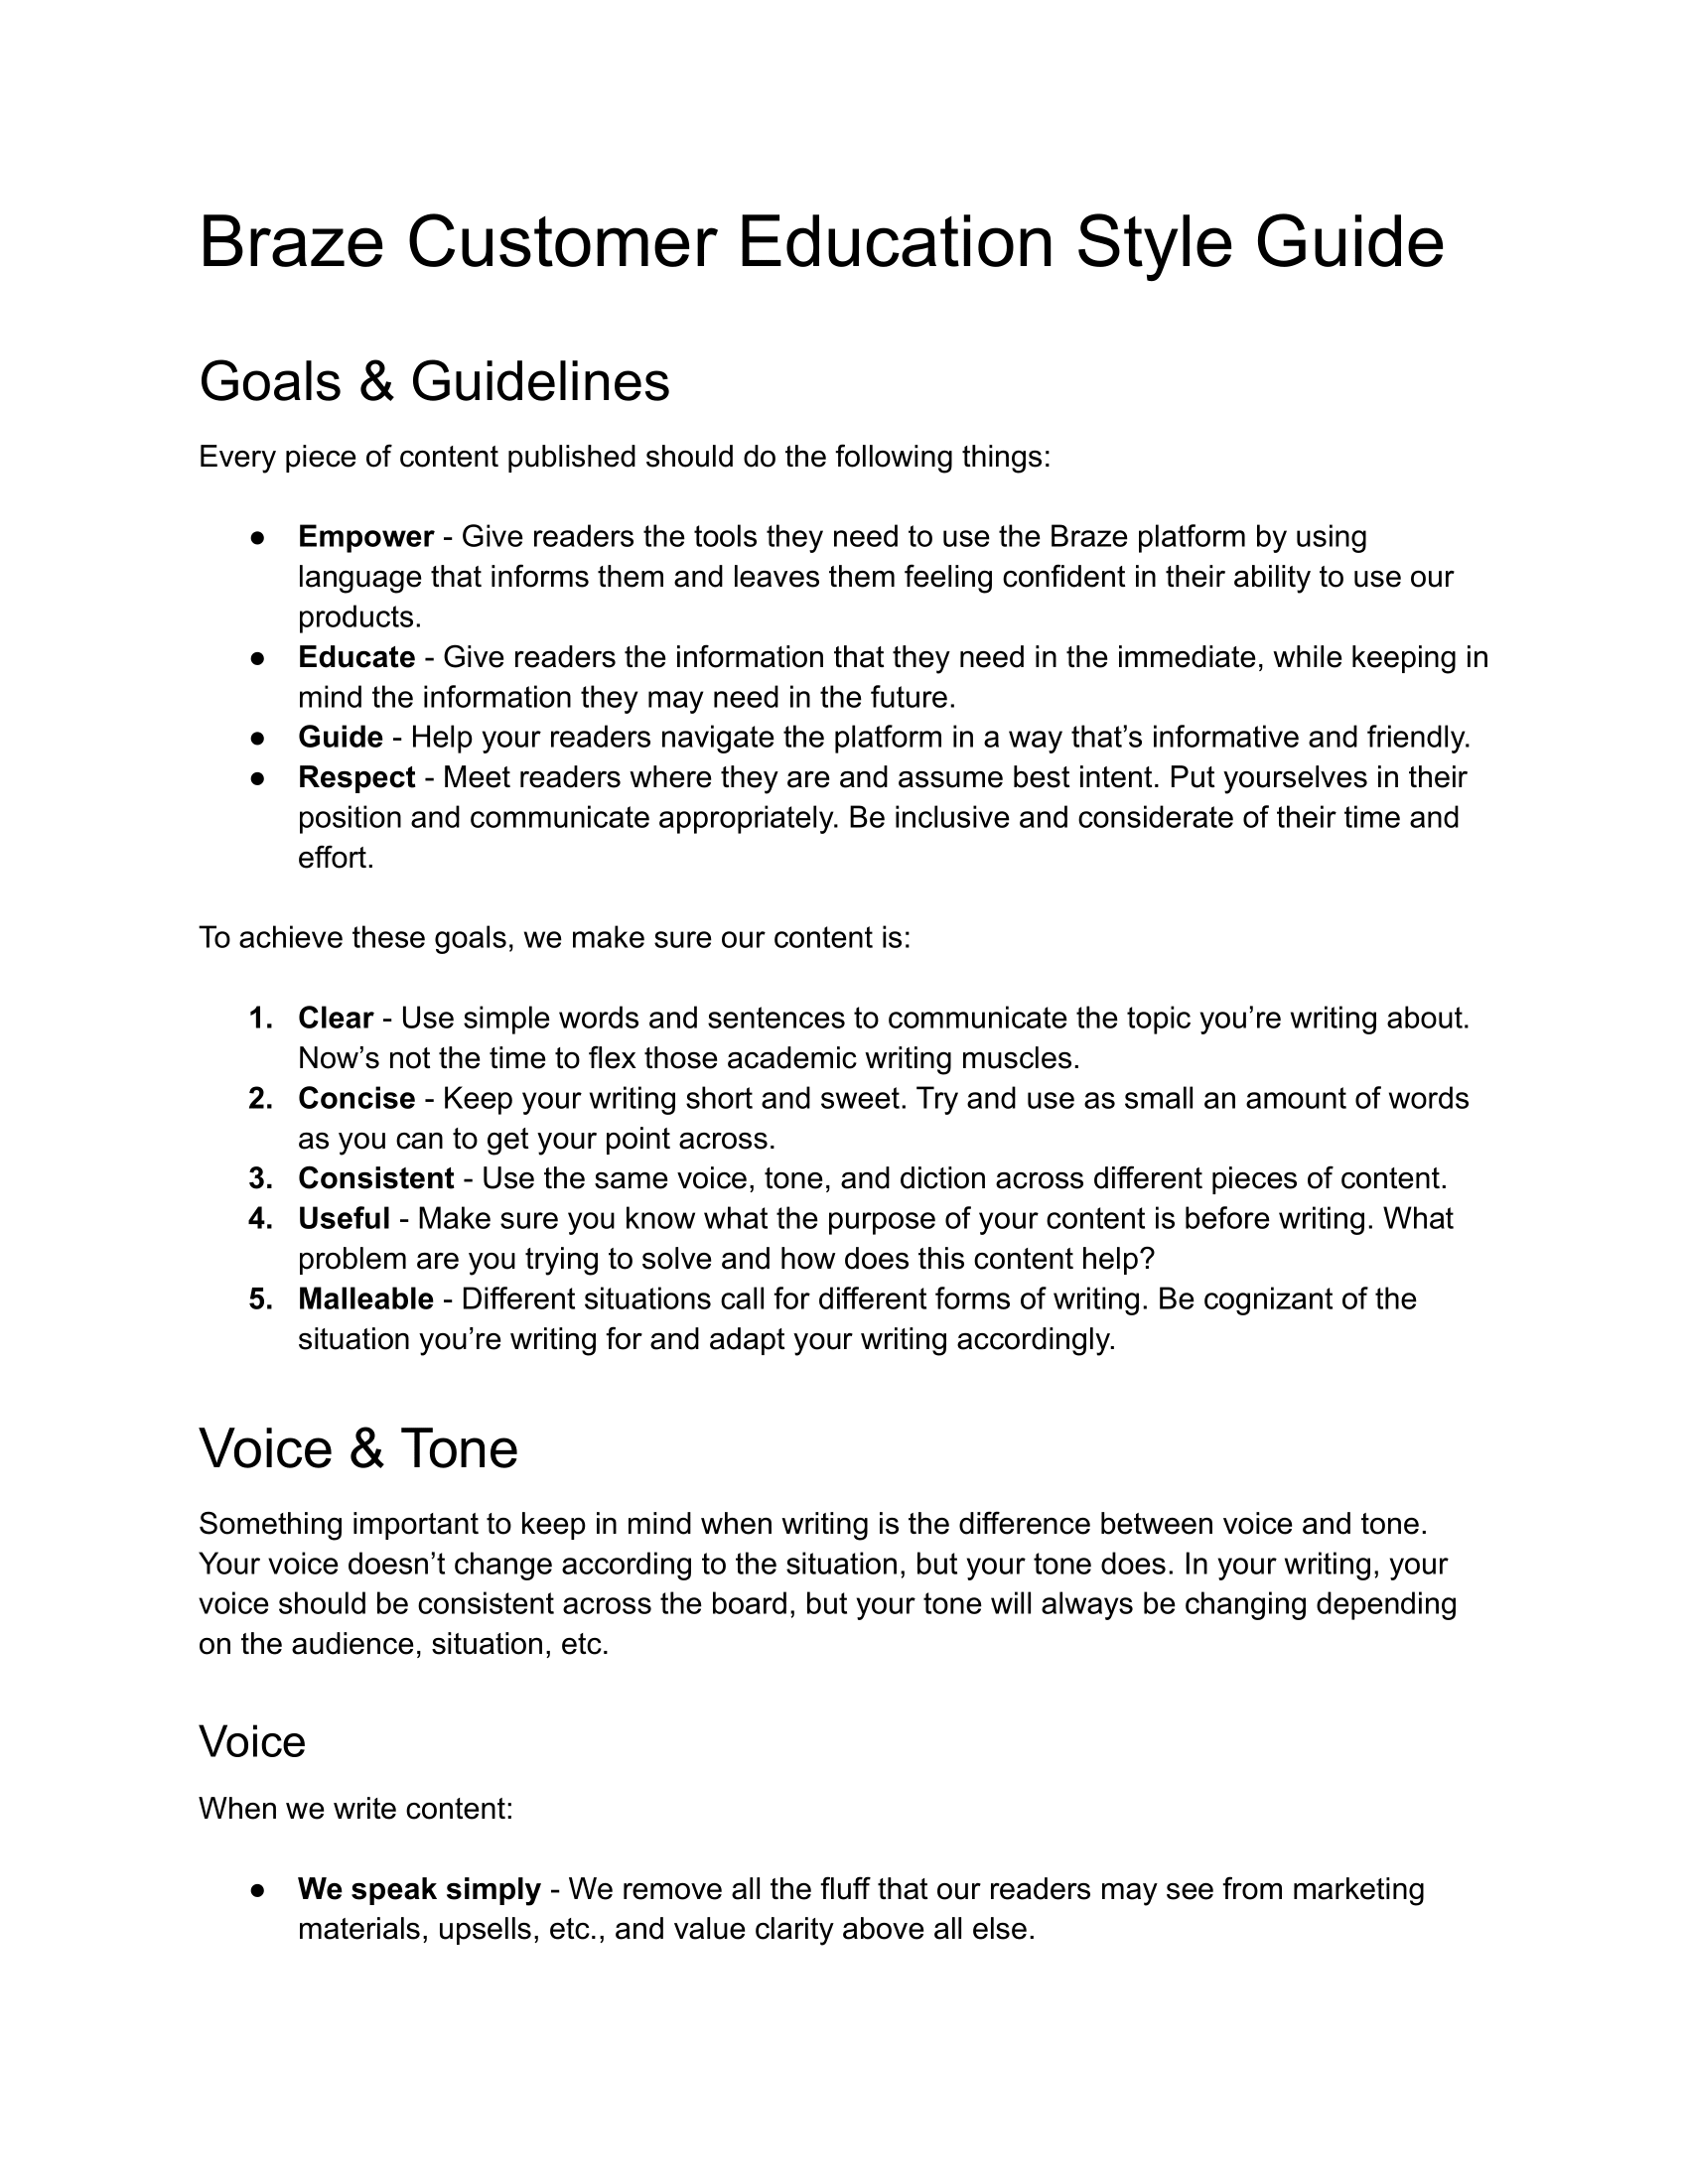 Braze Customer Education Style Guide
Goals & Guidelines
Every piece of content published should do the following things:
● Empower - Give readers the tools they need to use the Braze platform by using
language that informs them and leaves them feeling confident in their ability to use our
products.
● Educate - Give readers the information that they need in the immediate, while keeping in
mind the information they may need in the future.
● Guide - Help your readers navigate the platform in a way that’s informative and friendly.
● Respect - Meet readers where they are and assume best intent. Put yourselves in their
position and communicate appropriately. Be inclusive and considerate of their time and
effort.
To achieve these goals, we make sure our content is:
1. Clear - Use simple words and sentences to communicate the topic you’re writing about.
Now’s not the time to flex those academic writing muscles.
2. Concise - Keep your writing short and sweet. Try and use as small an amount of words
as you can to get your point across.
3. Consistent - Use the same voice, tone, and diction across different pieces of content.
4. Useful - Make sure you know what the purpose of your content is before writing. What
problem are you trying to solve and how does this content help?
5. Malleable - Different situations call for different forms of writing. Be cognizant of the
situation you’re writing for and adapt your writing accordingly.
Voice & Tone
Something important to keep in mind when writing is the difference between voice and tone.
Your voice doesn’t change according to the situation, but your tone does. In your writing, your
voice should be consistent across the board, but your tone will always be changing depending
on the audience, situation, etc.
Voice
When we write content:
● We speak simply - We remove all the fluff that our readers may see from marketing
materials, upsells, etc., and value clarity above all else.